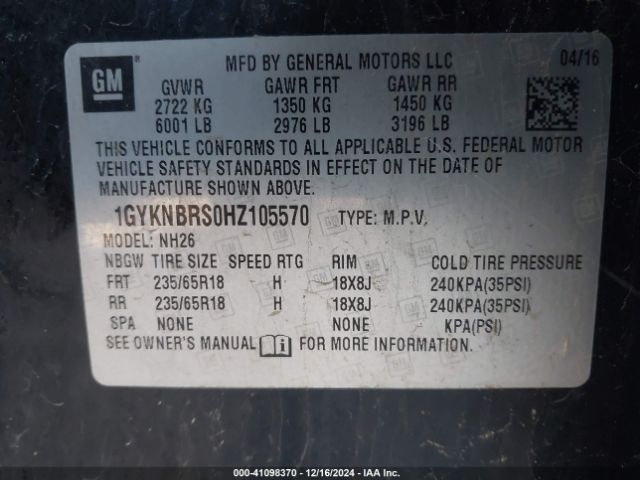 GM ®
MFD BY GENERAL MOTORS LLC 04/16
GVWR GAWR FRT GAWR RR
2722 KG 1350 KG 1450 KG
6001 LB 2976 LB 3196 LB
THIS VEHICLE CONFORMS TO ALL APPLICABLE U.S. FEDERAL MOTOR
VEHICLE SAFETY STANDARDS IN EFFECT ON THE DATE OF
MANUFACTURE SHOWN ABOVE.
1GYKNBRS0HZ105570 TYPE: M.P.V.
MODEL: NH26
NBGW TIRE SIZE SPEED RTG RIM COLD TIRE PRESSURE
FRT 235/65R18 H 18X8J 240KPA(35PSI)
RR 235/65R18 H 18X8J 240KPA(35PSI)
SPA NONE NONE KPA(PSI)
SEE OWNER'S MANUAL FOR MORE INFORMATION.
000-41098370 - 12/16/2024 - IAA Inc.